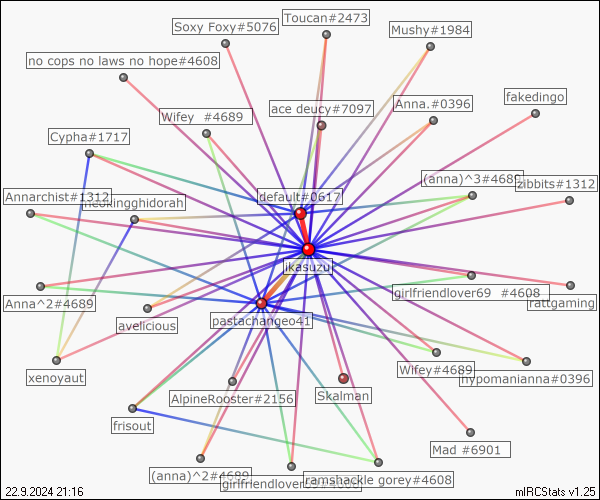 Toucan#2473
Soxy Foxy#5076
Mushy#1984
no cops no laws no hope#4608
fakedingo
ace deucy#7097
Anna.#0396
Wifey #4689
Cypha#1717
(anna)^3#4689
zibbits#1312
Annarchist#1312
default#0617
ikasuzuki
Anna^2#4689
girlfriendlover69 #4608
rattgaming
pastachangeo41
avelicious
xenoyaut
Wifey#4689
hypomanianna#0396
AlpineRooster#2156
Skalman
frisout
Mad #6901
(anna)^2#4689
ramshackle gorey#4608
22.9.2024 21:16
mIRCStats v1.25